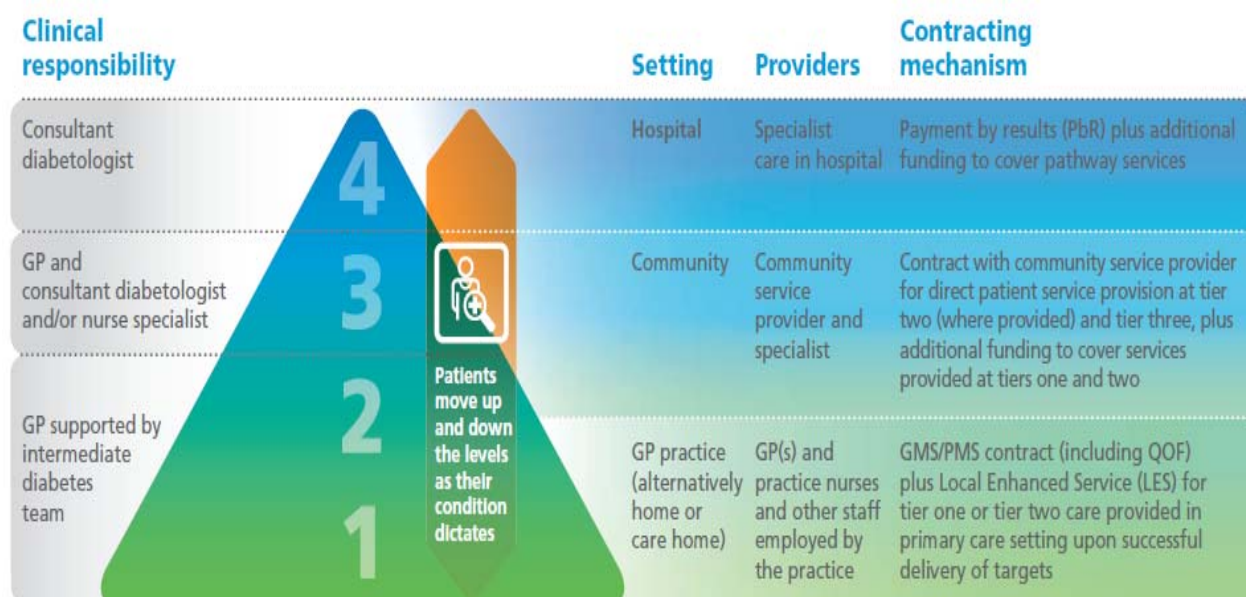 Clinical
responsibility
Setting
Providers
Contracting
mechanism
Consultant
diabetologist
4
Hospital
Specialist
care in hospital
Payment by results (PbR) plus additional
funding to cover pathway services
GP and
consultant diabetologist
and/or nurse specialist
3
Community
Community
service
provider and
specialist
Contract with community service provider
for direct patient service provision at tier
two (where provided) and tier three, plus
additional funding to cover services
provided at tiers one and two
GP supported by
intermediate
diabetes
team
2
1
Patients
move up
and down
the levels
as their
condition
dictates
GP practice
(alternatively
home or
care home)
GP(s) and
practice nurses
and other staff
employed by
the practice
GMS/PMS contract (including QOF)
plus Local Enhanced Service (LES) for
tier one or tier two care provided in
primary care setting upon successful
delivery of targets